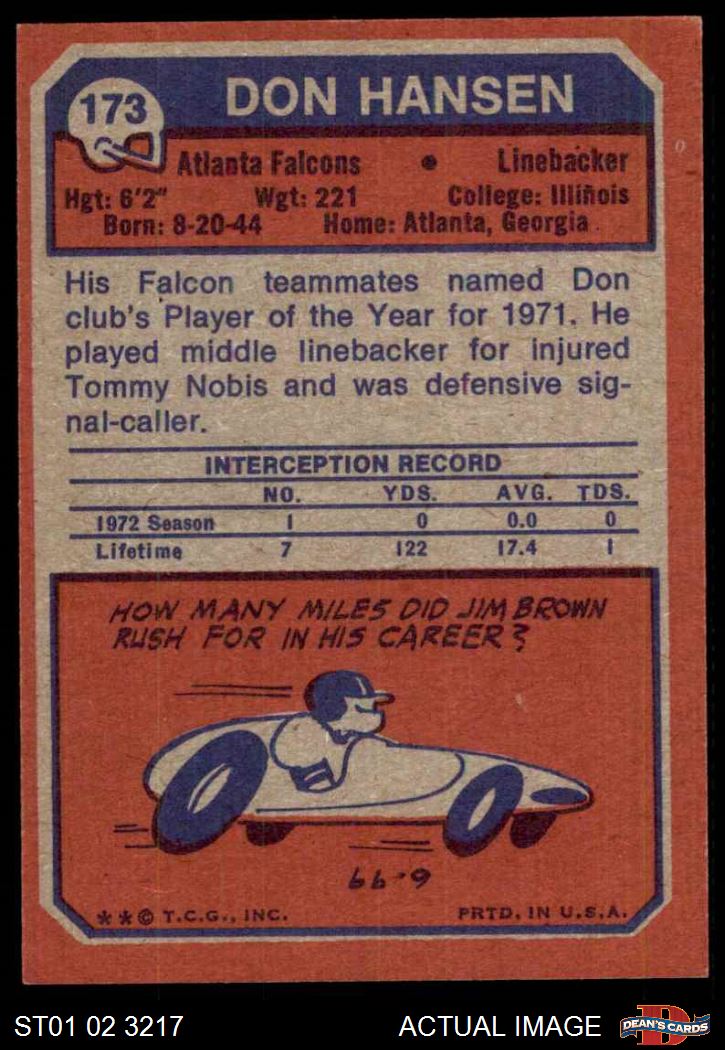 173
DON HANSEN
Atlanta Falcons • Linebacker
Hgt: 6'2" Wgt: 221 College: Illinois
Born: 8-20-44 Home: Atlanta, Georgia
His Falcon teammates named Don
club's Player of the Year for 1971. He
played middle linebacker for injured
Tommy Nobis and was defensive sig-
nal-caller.
INTERCEPTION RECORD
NO. YDS. AVG. TDS.
1972 Season 1 0 0.0 0
Lifetime 7 122 17.4 1
HOW MANY MILES DID JIM BROWN
RUSH FOR IN HIS CAREER?
6.99
**© T.C.G., INC. PRTD. IN U.S.A.
ST01 02 3217 ACTUAL IMAGE D DEAN'S CARDS